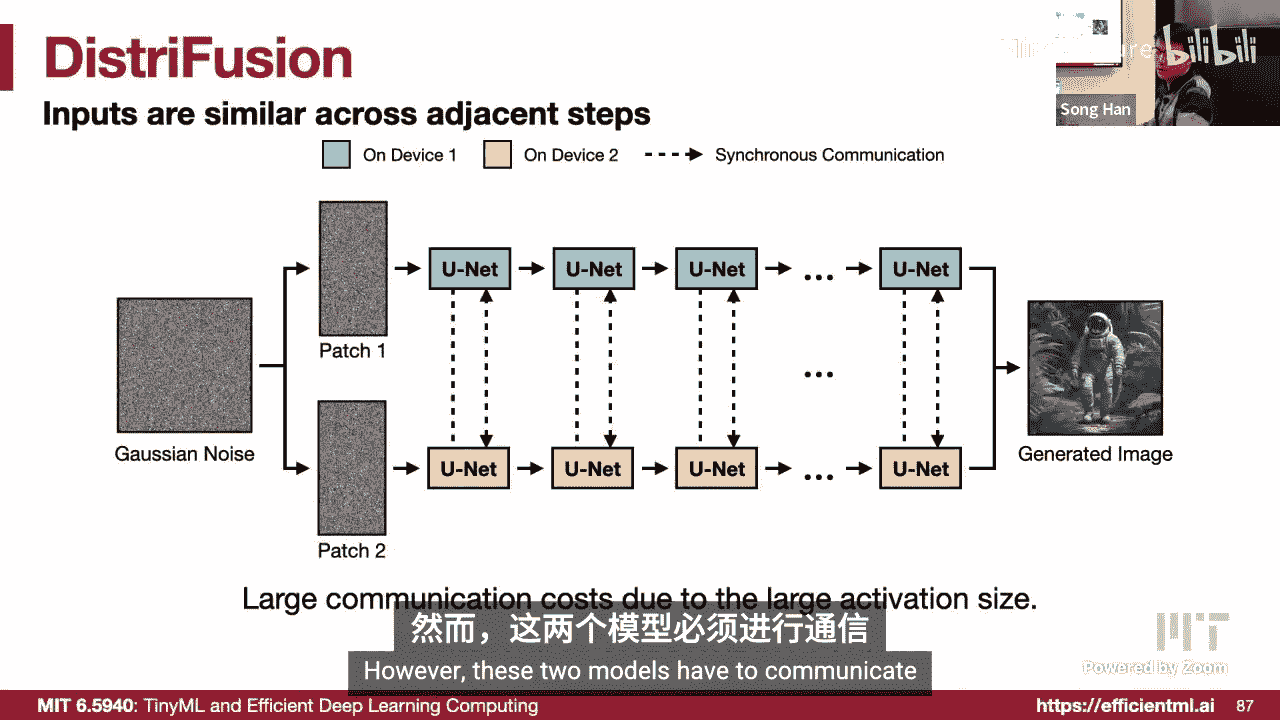 DistriFusion
bilibili
Inputs are similar across adjacent steps
Song Han
On Device 1
On Device 2
Synchronous Communication
U-Net
U-Net
U-Net
...
U-Net
Patch 1
...
Gaussian Noise
Generated Image
U-Net
U-Net
U-Net
...
U-Net
Patch 2
Large communication costs due to the large activation size.
然而，这两个模型必须进行通信
However, these two models have to communicate
MIT
Powered by Zoom
MIT 6.5940: TinyML and Efficient Deep Learning Computing
https://efficientml.ai
87